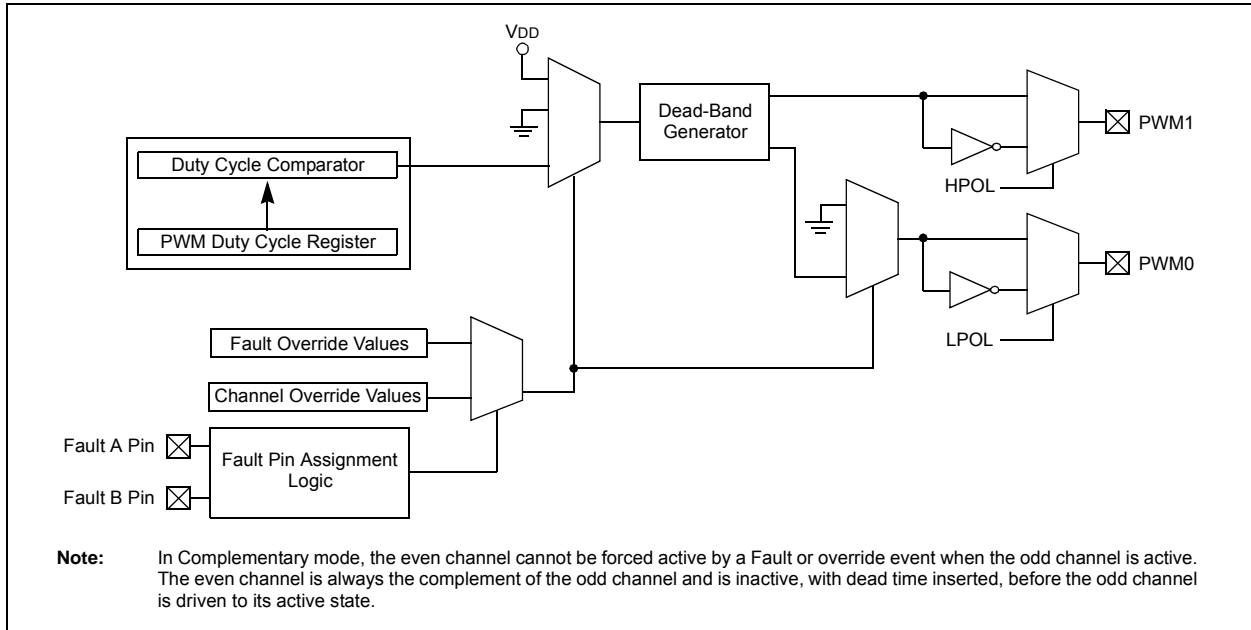 VDD
Dead-Band
Generator
PWM1
Duty Cycle Comparator
HPOL
PWM Duty Cycle Register
PWM0
Fault Override Values
LPOL
Channel Override Values
Fault A Pin
Fault Pin Assignment
Logic
Fault B Pin
Note: In Complementary mode, the even channel cannot be forced active by a Fault or override event when the odd channel is active.
The even channel is always the complement of the odd channel and is inactive, with dead time inserted, before the odd channel
is driven to its active state.